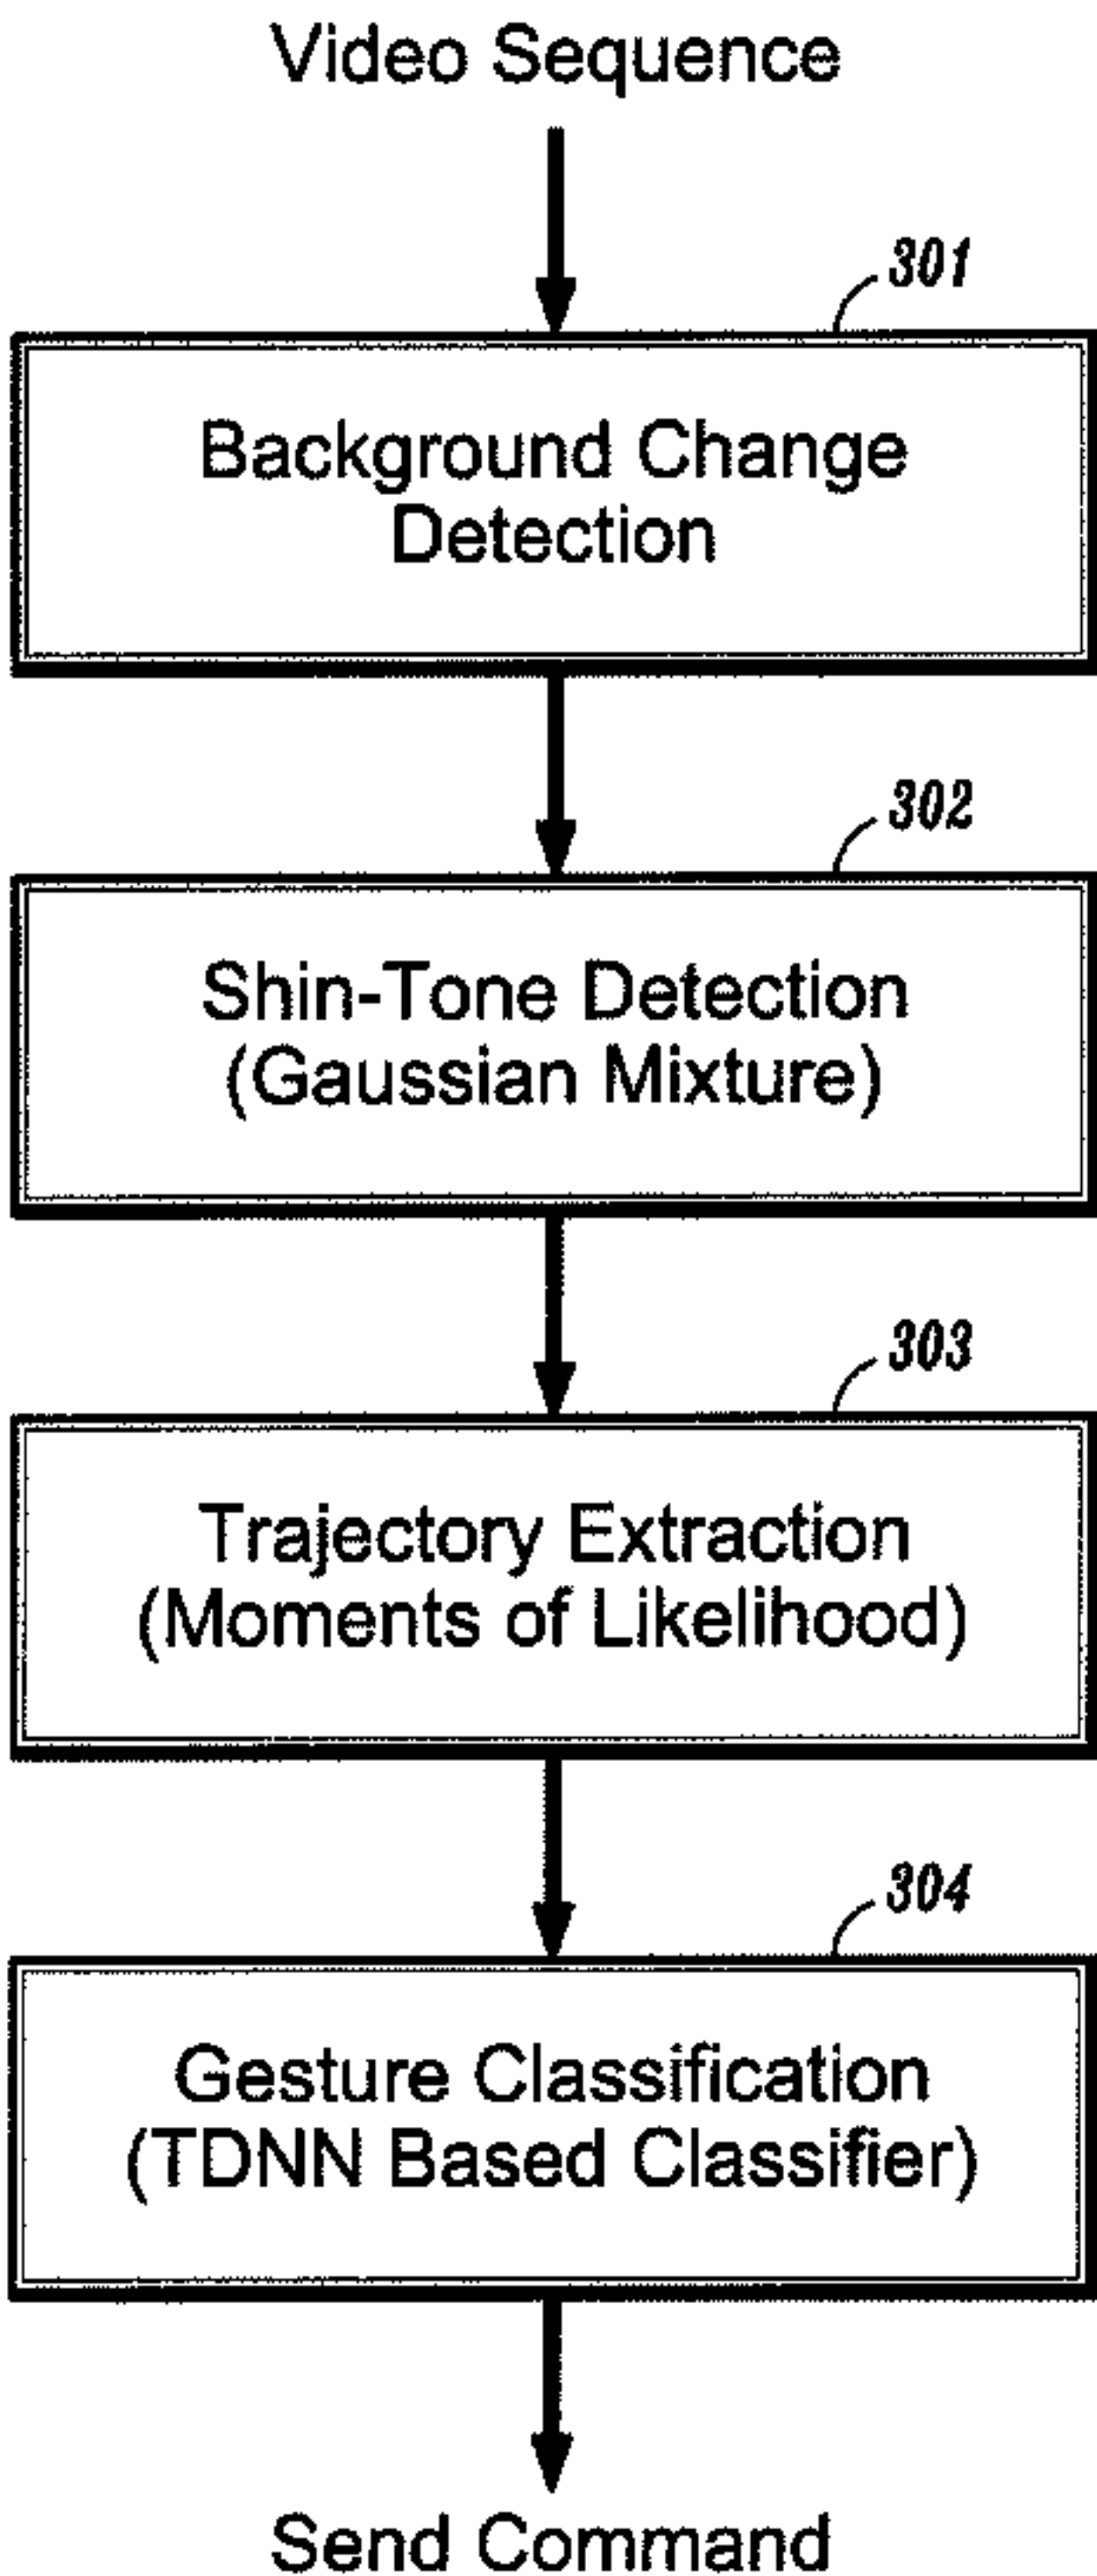 Video Sequence
301
Background Change
Detection
302
Shin-Tone Detection
(Gaussian Mixture)
303
Trajectory Extraction
(Moments of Likelihood)
304
Gesture Classification
(TDNN Based Classifier)
Send Command